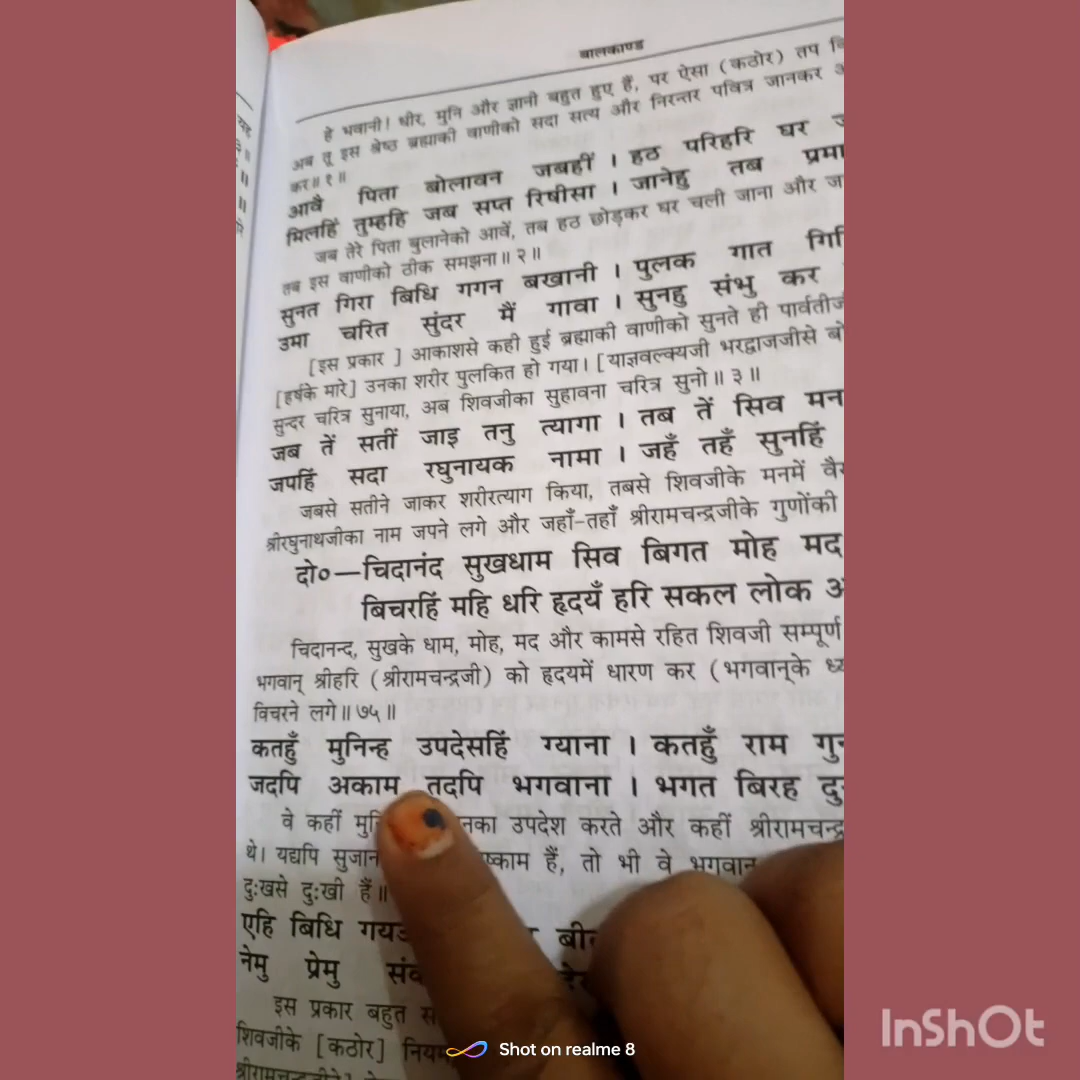 बालकाण्ड
हे भवानी! धीर, मुनि और ज्ञानी बहुत हुए हैं, पर ऐसा (कठोर) तप
अब तू इस श्रेष्ठ ब्रह्माकी वाणीको सदा सत्य और निरन्तर पवित्र जानकर
कर॥ १॥
आवै पिता बोलावन जबहीं । हठ परिहरि घर
मिलहिं तुम्हहि जब सप्त रिषीसा । जानेहु तब प्रमा
जब तेरे पिता बुलानेको आवें, तब हठ छोड़कर घर चली जाना और ज
तब इस वाणीको ठीक समझना॥ २॥
सुनत गिरा बिधि गगन बखानी । पुलक गात गि
उमा चरित सुंदर मैं गावा । सुनहु संभु कर
[इस प्रकार ] आकाशसे कही हुई ब्रह्माकी वाणीको सुनते ही पार्वतीज
[हर्षके मारे] उनका शरीर पुलकित हो गया। [याज्ञवल्क्यजी भरद्वाजजीसे बो
सुन्दर चरित्र सुनाया, अब शिवजीका सुहावना चरित्र सुनो॥ ३॥
जब तें सतीं जाइ तनु त्यागा । तब तें सिव मन
जपहिं सदा रघुनायक नामा । जहँ तहँ सुनहिं
जबसे सतीने जाकर शरीरत्याग किया, तबसे शिवजीके मनमें वै
श्रीरघुनाथजीका नाम जपने लगे और जहाँ-तहाँ श्रीरामचन्द्रजीके गुणोंकी
दो०—चिदानंद सुखधाम सिव बिगत मोह मद
बिचरहिं महि धरि हृदयँ हरि सकल लोक
चिदानन्द, सुखके धाम, मोह, मद और कामसे रहित शिवजी सम्पूर्ण
भगवान् श्रीहरि (श्रीरामचन्द्रजी) को हृदयमें धारण कर (भगवान्‌के ध्य
विचरने लगे॥ ७५॥
कतहुँ मुनिन्ह उपदेसहिं ग्याना । कतहुँ राम गु
जदपि अकाम तदपि भगवाना । भगत बिरह दु
वे कहीं मुनि नका उपदेश करते और कहीं श्रीरामचन्द्र
थे। यद्यपि सुजान ष्काम हैं, तो भी वे भगवान
दुःखसे दुःखी हैं॥
एहि बिधि गयउ बी
नेमु प्रेमु
इस प्रकार बहुत स
शिवजीके [कठोर] नियम
Shot on realme 8
InShOt